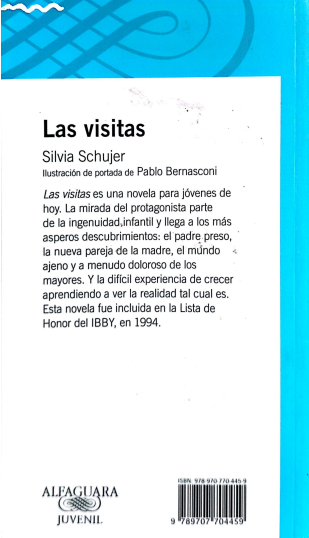 Las visitas
Silvia Schujer
Ilustración de portada de Pablo Bernasconi
Las visitas es una novela para jóvenes de
hoy. La mirada del protagonista parte
de la ingenuidad infantil y llega a los más
asperos descubrimientos: el padre preso,
la nueva pareja de la madre, el mundo
ajeno y a menudo doloroso de los
mayores. Y la difícil experiencia de crecer
aprendiendo a ver la realidad tal cual es.
Esta novela fue incluida en la Lista de
Honor del IBBY, en 1994.
ISBN: 978-970-770-445-9
ALFAGUARA
JUVENIL
9 789707 704459